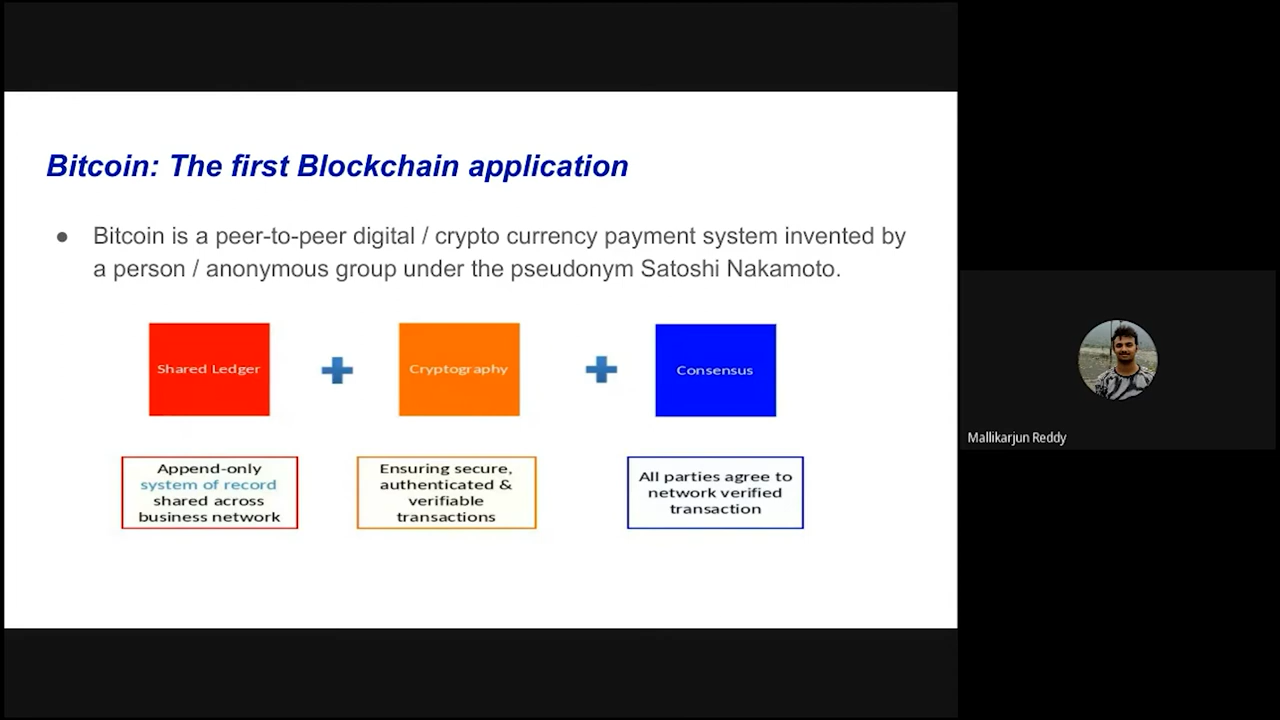 Bitcoin: The first Blockchain application
● Bitcoin is a peer-to-peer digital / crypto currency payment system invented by
a person / anonymous group under the pseudonym Satoshi Nakamoto.
Shared Ledger
Cryptography
Consensus
Append-only
system of record
shared across
business network
Ensuring secure,
authenticated &
verifiable
transactions
All parties agree to
network verified
transaction
Mallikarjun Reddy